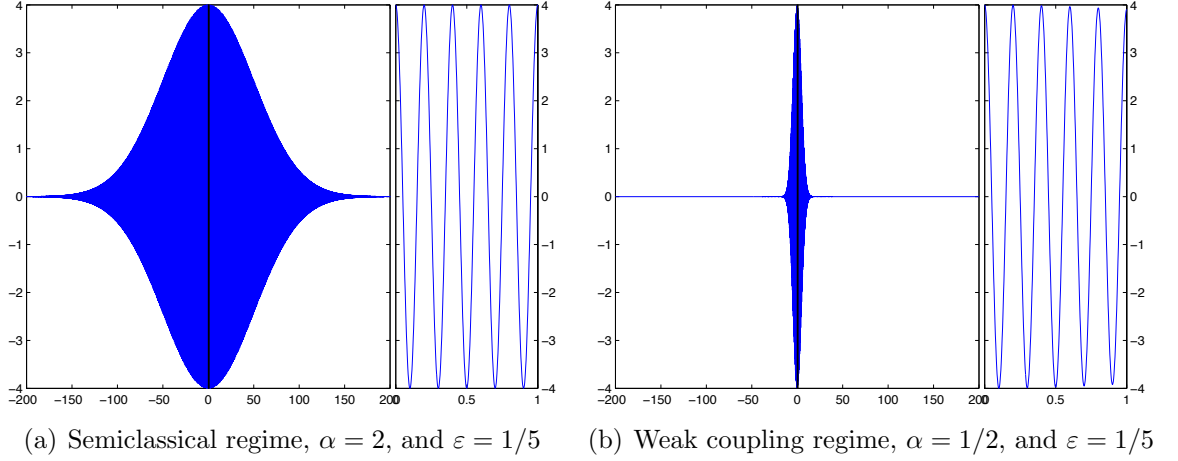 4 4 4 4
3 3 3 3
2 2 2 2
1 1 1 1
0 0 0 0
−1 −1 −1 −1
−2 −2 −2 −2
−3 −3 −3 −3
−4 −4 −4 −4
−200 −150 −100 −50 0 50 100 150 200 0 0.5 1 −200 −150 −100 −50 0 50 100 150 200 0 0.5 1
(a) Semiclassical regime, α = 2, and ε = 1/5 (b) Weak coupling regime, α = 1/2, and ε = 1/5